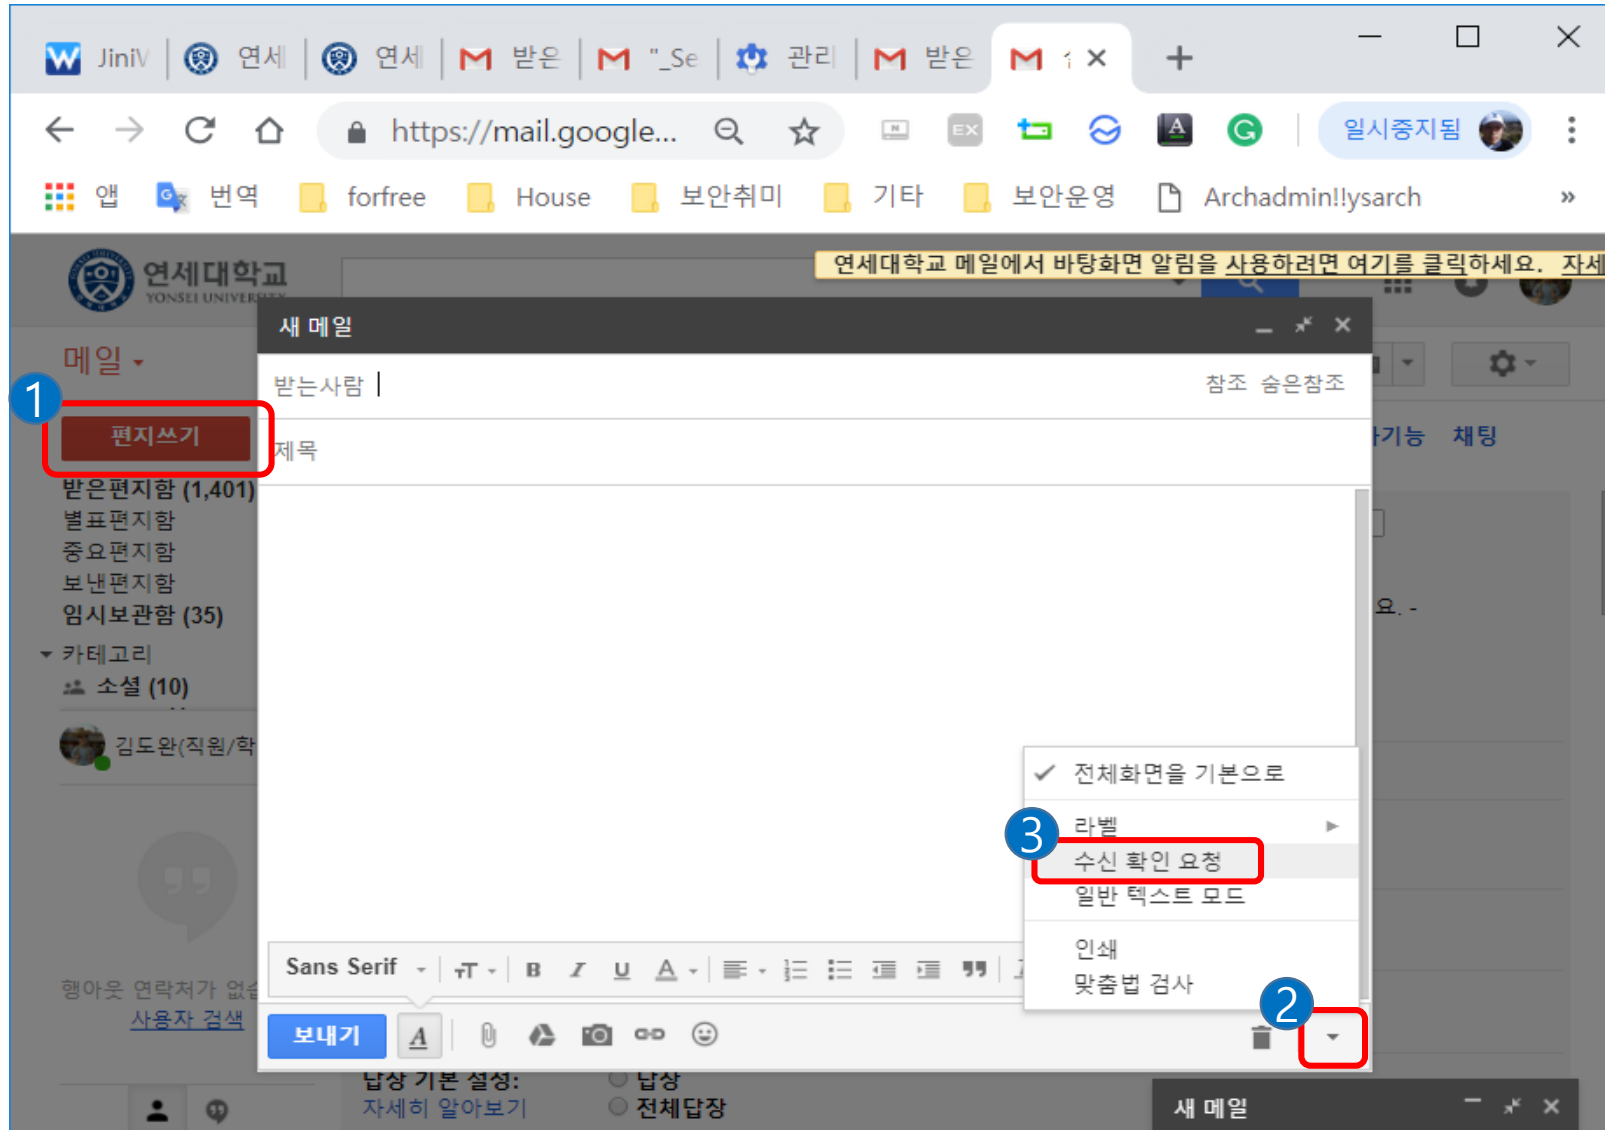 JiniW 연세 연세 받은 "_Se 관리 받은
https://mail.google... 일시중지됨
앱 번역 forfree House 보안취미 기타 보안운영 Archadmin!!ysarch »
연세대학교 메일에서 바탕화면 알림을 사용하려면 여기를 클릭하세요. 자세
연세대학교
YONSEI UNIVERSITY
새 메일
메일
받는사람 참조 숨은참조
1
편지쓰기
제목
기능 채팅
받은편지함 (1,401)
별표편지함
중요편지함
보낸편지함
임시보관함 (35)
요. -
카테고리
소셜 (10)
김도완(직원/학
전체화면을 기본으로
라벨
3
수신 확인 요청
일반 텍스트 모드
인쇄
맞춤법 검사
Sans Serif TT B I U A
행아웃 연락처가 없습
사용자 검색
2
보내기 A
답장 기본 설정: 답장
자세히 알아보기 전체답장
새 메일